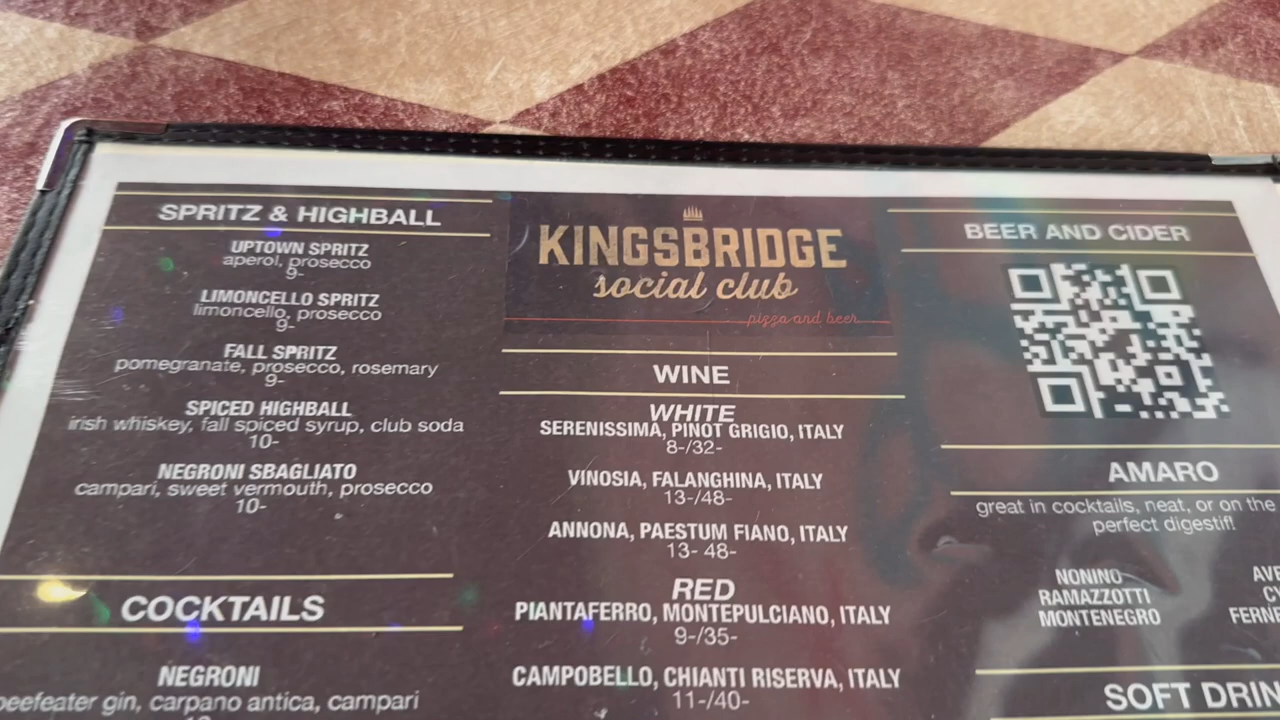 SPRITZ & HIGHBALL
UPTOWN SPRITZ
aperol, prosecco
9-
LIMONCELLO SPRITZ
limoncello, prosecco
9-
FALL SPRITZ
pomegranate, prosecco, rosemary
9-
SPICED HIGHBALL
irish whiskey, fall spiced syrup, club soda
10-
NEGRONI SBAGLIATO
campari, sweet vermouth, prosecco
10-
COCKTAILS
NEGRONI
beefeater gin, carpano antica, campari
KINGSBRIDGE
social club
pizza and beer
WINE
WHITE
SERENISSIMA, PINOT GRIGIO, ITALY
8-/32-
VINOSIA, FALANGHINA, ITALY
13-/48-
ANNONA, PAESTUM FIANO, ITALY
13- 48-
RED
PIANTAFERRO, MONTEPULCIANO, ITALY
9-/35-
CAMPOBELLO, CHIANTI RISERVA, ITALY
11-/40-
BEER AND CIDER
AMARO
great in cocktails, neat, or on the
perfect digestif!
NONINO
RAMAZZOTTI
MONTENEGRO
SOFT